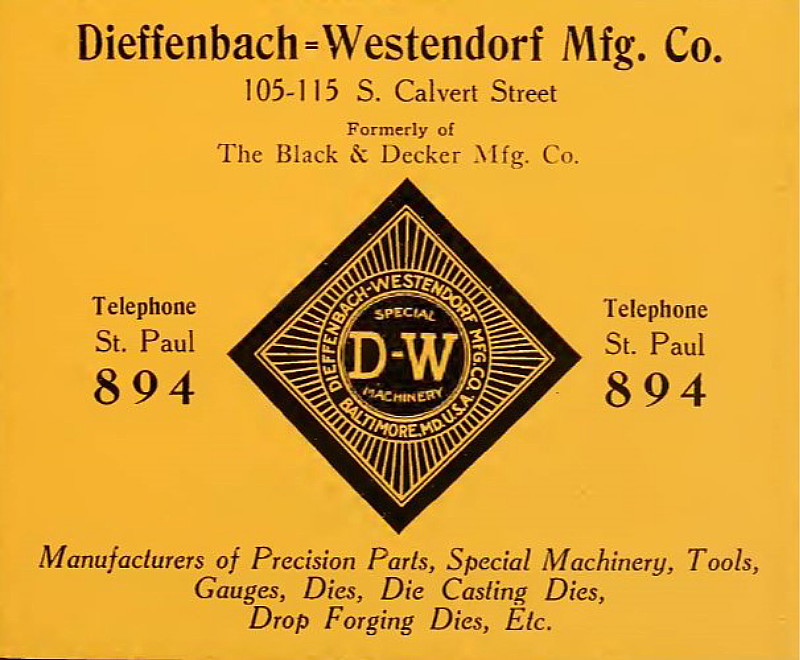 Dieffenbach=Westendorf Mfg. Co.
105-115 S. Calvert Street
Formerly of
The Black & Decker Mfg. Co.
Telephone
St. Paul
894
DIEFFENBACH-WESTENDORF MFG.CO.
BALTIMORE.MD.U.S.A.
SPECIAL
D-W
MACHINERY
Telephone
St. Paul
894
Manufacturers of Precision Parts, Special Machinery, Tools,
Gauges, Dies, Die Casting Dies,
Drop Forging Dies, Etc.